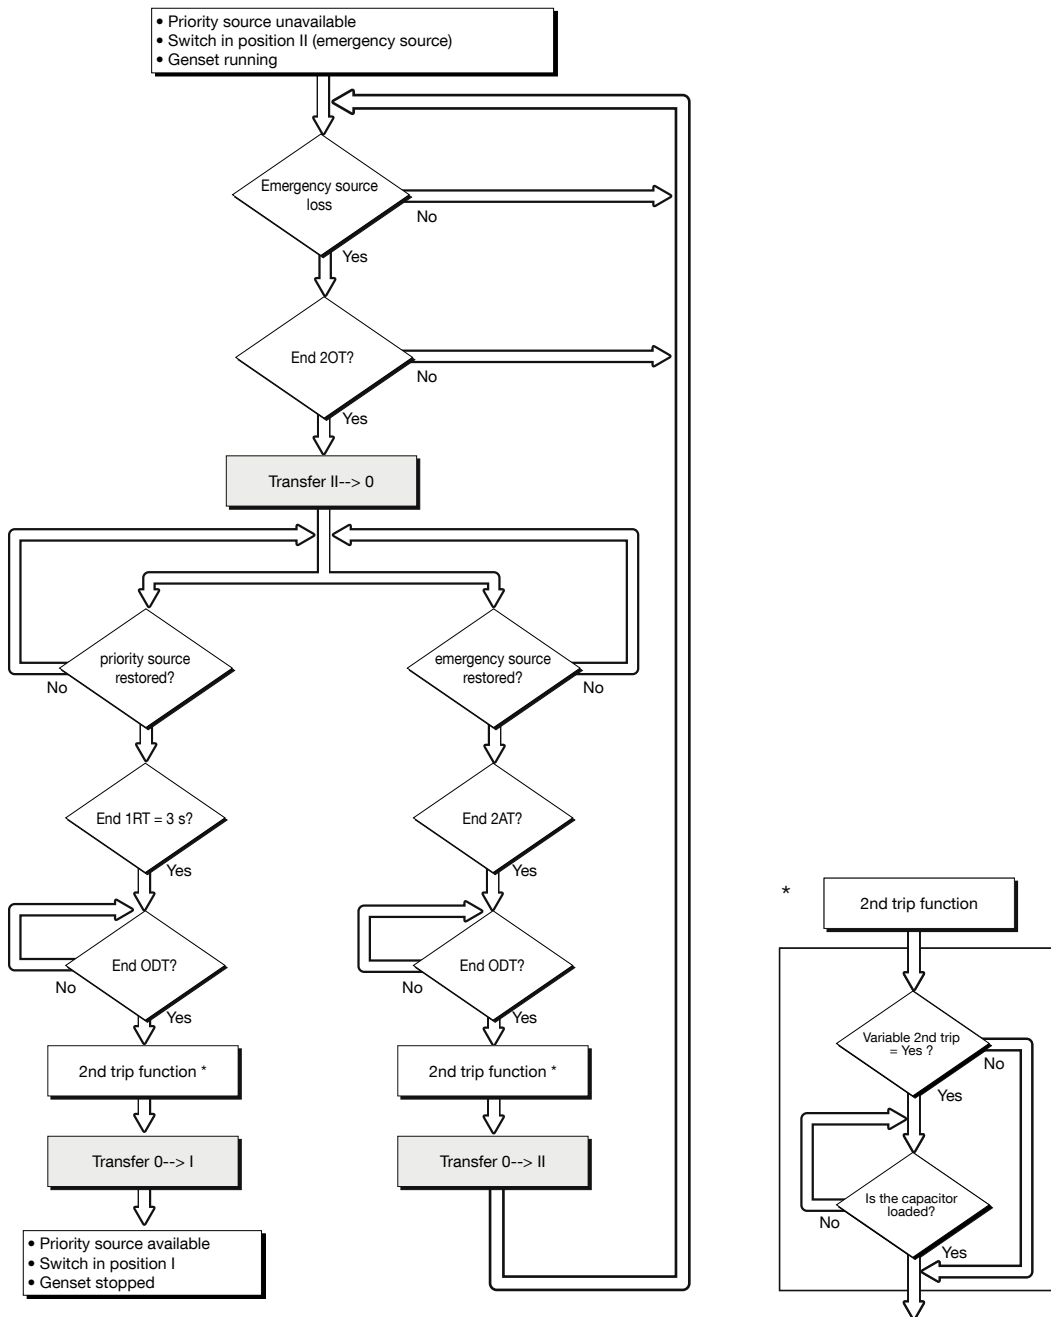 • Priority source unavailable
• Switch in position II (emergency source)
• Genset running
Emergency source
loss
No
Yes
End 2OT?
No
Yes
Transfer II--> 0
priority source
restored?
No
emergency source
restored?
No
End 1RT = 3 s?
Yes
End 2AT?
Yes
End ODT?
No
Yes
End ODT?
No
Yes
2nd trip function *
2nd trip function *
Transfer 0--> I
Transfer 0--> II
• Priority source available
• Switch in position I
• Genset stopped
*
2nd trip function
Variable 2nd trip
= Yes ?
No
Yes
Is the capacitor
loaded?
No
Yes